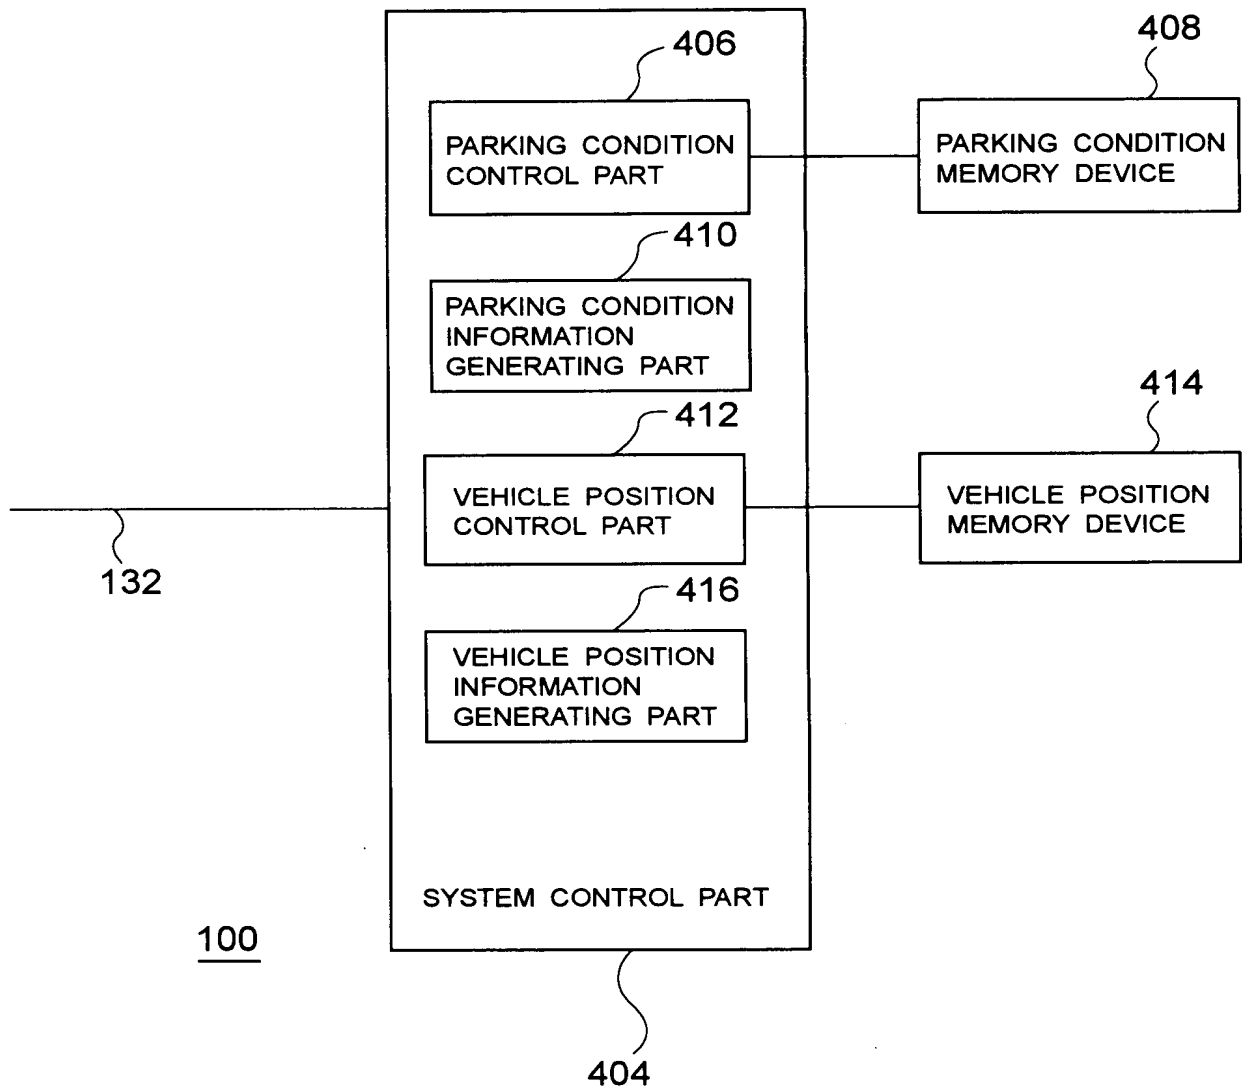 406
408
PARKING CONDITION
CONTROL PART
PARKING CONDITION
MEMORY DEVICE
410
PARKING CONDITION
INFORMATION
GENERATING PART
412
414
VEHICLE POSITION
CONTROL PART
VEHICLE POSITION
MEMORY DEVICE
132
416
VEHICLE POSITION
INFORMATION
GENERATING PART
SYSTEM CONTROL PART
100
404